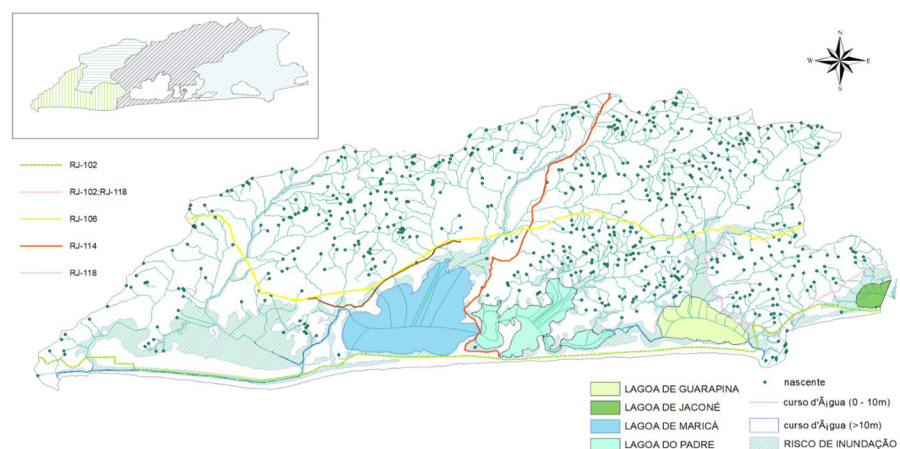 N
W E
S
RJ-102
RJ-102;RJ-118
RJ-106
RJ-114
RJ-118
LAGOA DE GUARAPINA
LAGOA DE JACONÉ
LAGOA DE MARICÁ
LAGOA DO PADRE
nascente
curso d'Ã¡gua (0 - 10m)
curso d'Ã¡gua (>10m)
RISCO DE INUNDAÇÃO